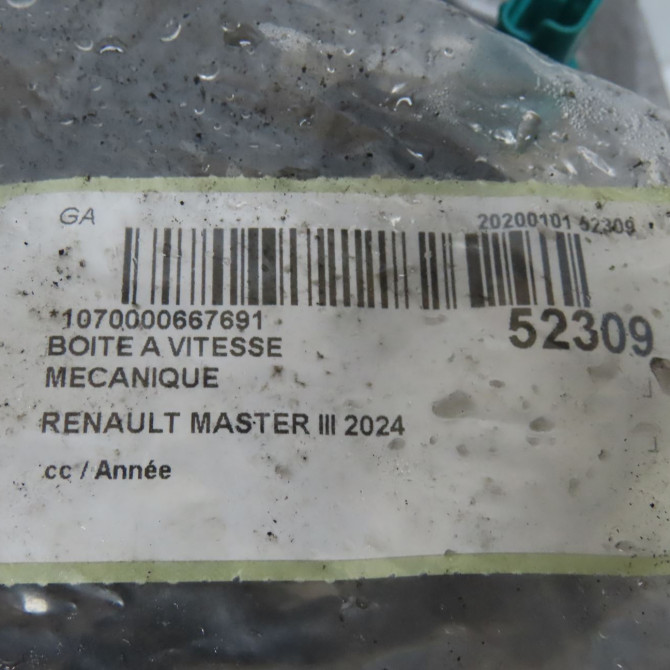 GA
20200101 52309
*1070000667691
52309
BOITE A VITESSE
MECANIQUE
RENAULT MASTER III 2024
cc / Année